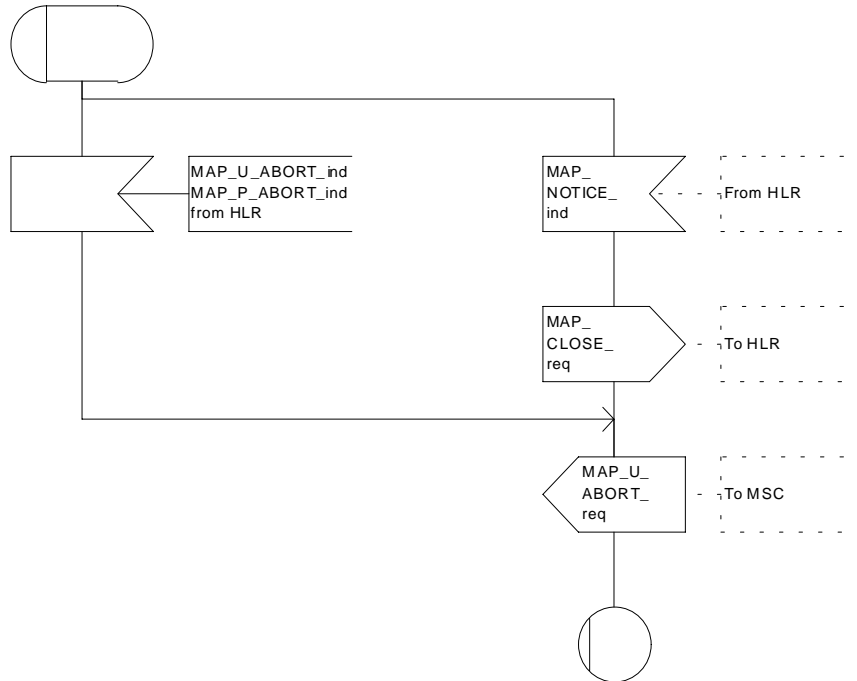 MAP_U_ABORT_ind
MAP_P_ABORT_ind
from HLR
MAP_
NOTICE_
ind
From HLR
MAP_
CLOSE_
req
To HLR
MAP_U_
ABORT_
req
To MSC